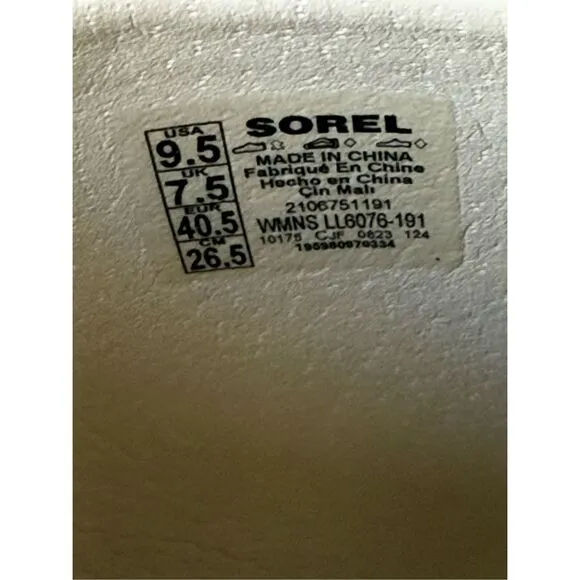 USA
9.5
UK
7.5
EUR
40.5
CM
26.5
SOREL
MADE IN CHINA
Fabriqué En Chine
Hecho en China
Çin Malı
2106751191
WMNS LL6076-191
10175 CJF 0823 124
195980970334